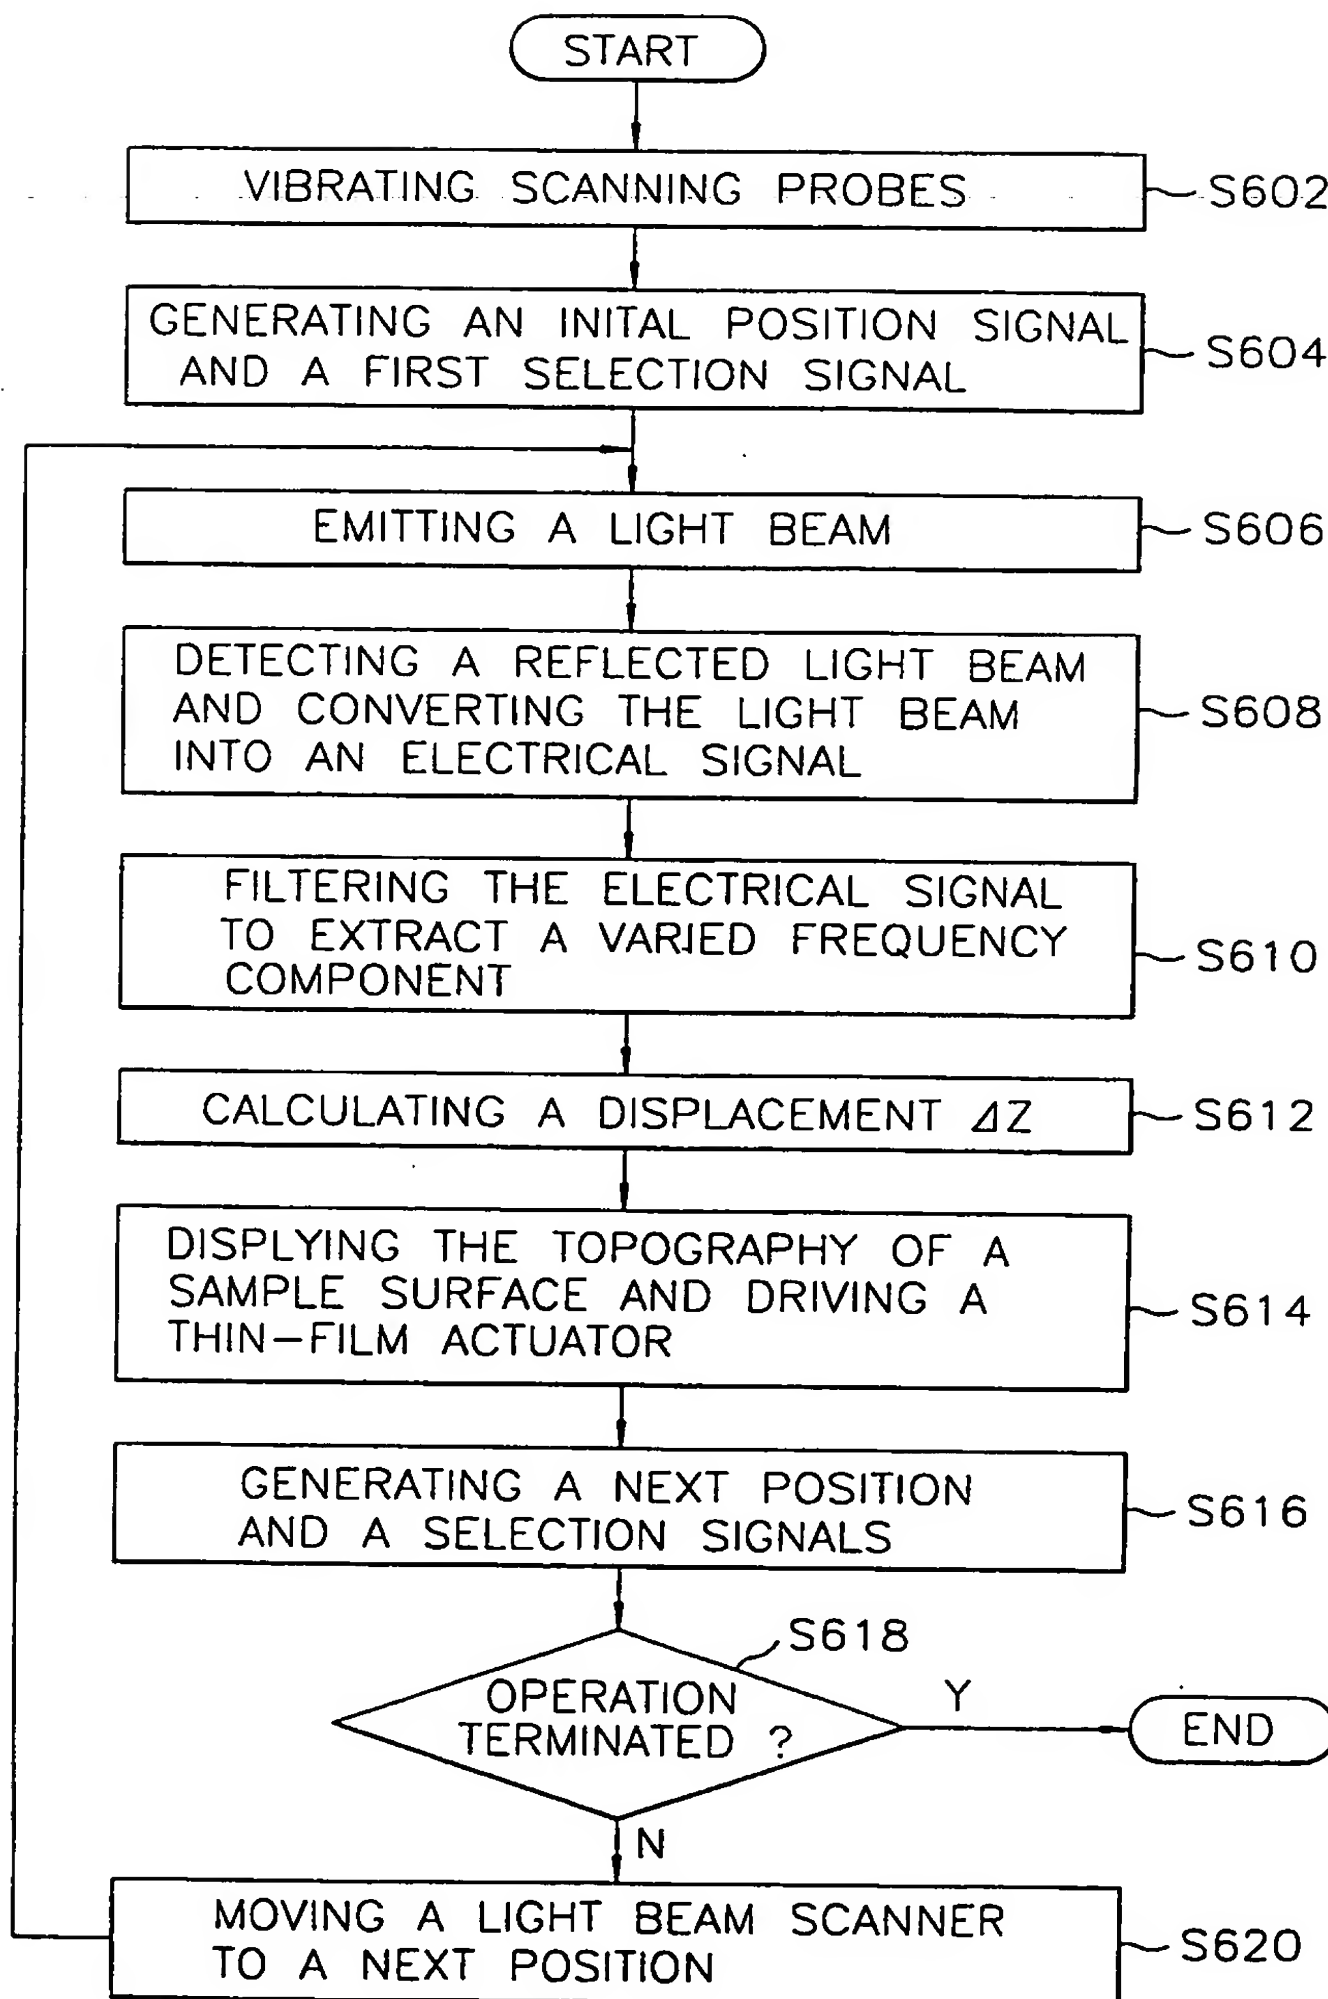 START
VIBRATING SCANNING PROBES
S602
GENERATING AN INITAL POSITION SIGNAL
AND A FIRST SELECTION SIGNAL
S604
EMITTING A LIGHT BEAM
S606
DETECTING A REFLECTED LIGHT BEAM
AND CONVERTING THE LIGHT BEAM
INTO AN ELECTRICAL SIGNAL
S608
FILTERING THE ELECTRICAL SIGNAL
TO EXTRACT A VARIED FREQUENCY
COMPONENT
S610
CALCULATING A DISPLACEMENT ΔZ
S612
DISPLYING THE TOPOGRAPHY OF A
SAMPLE SURFACE AND DRIVING A
THIN-FILM ACTUATOR
S614
GENERATING A NEXT POSITION
AND A SELECTION SIGNALS
S616
S618
OPERATION
TERMINATED ?
Y
END
N
MOVING A LIGHT BEAM SCANNER
TO A NEXT POSITION
S620